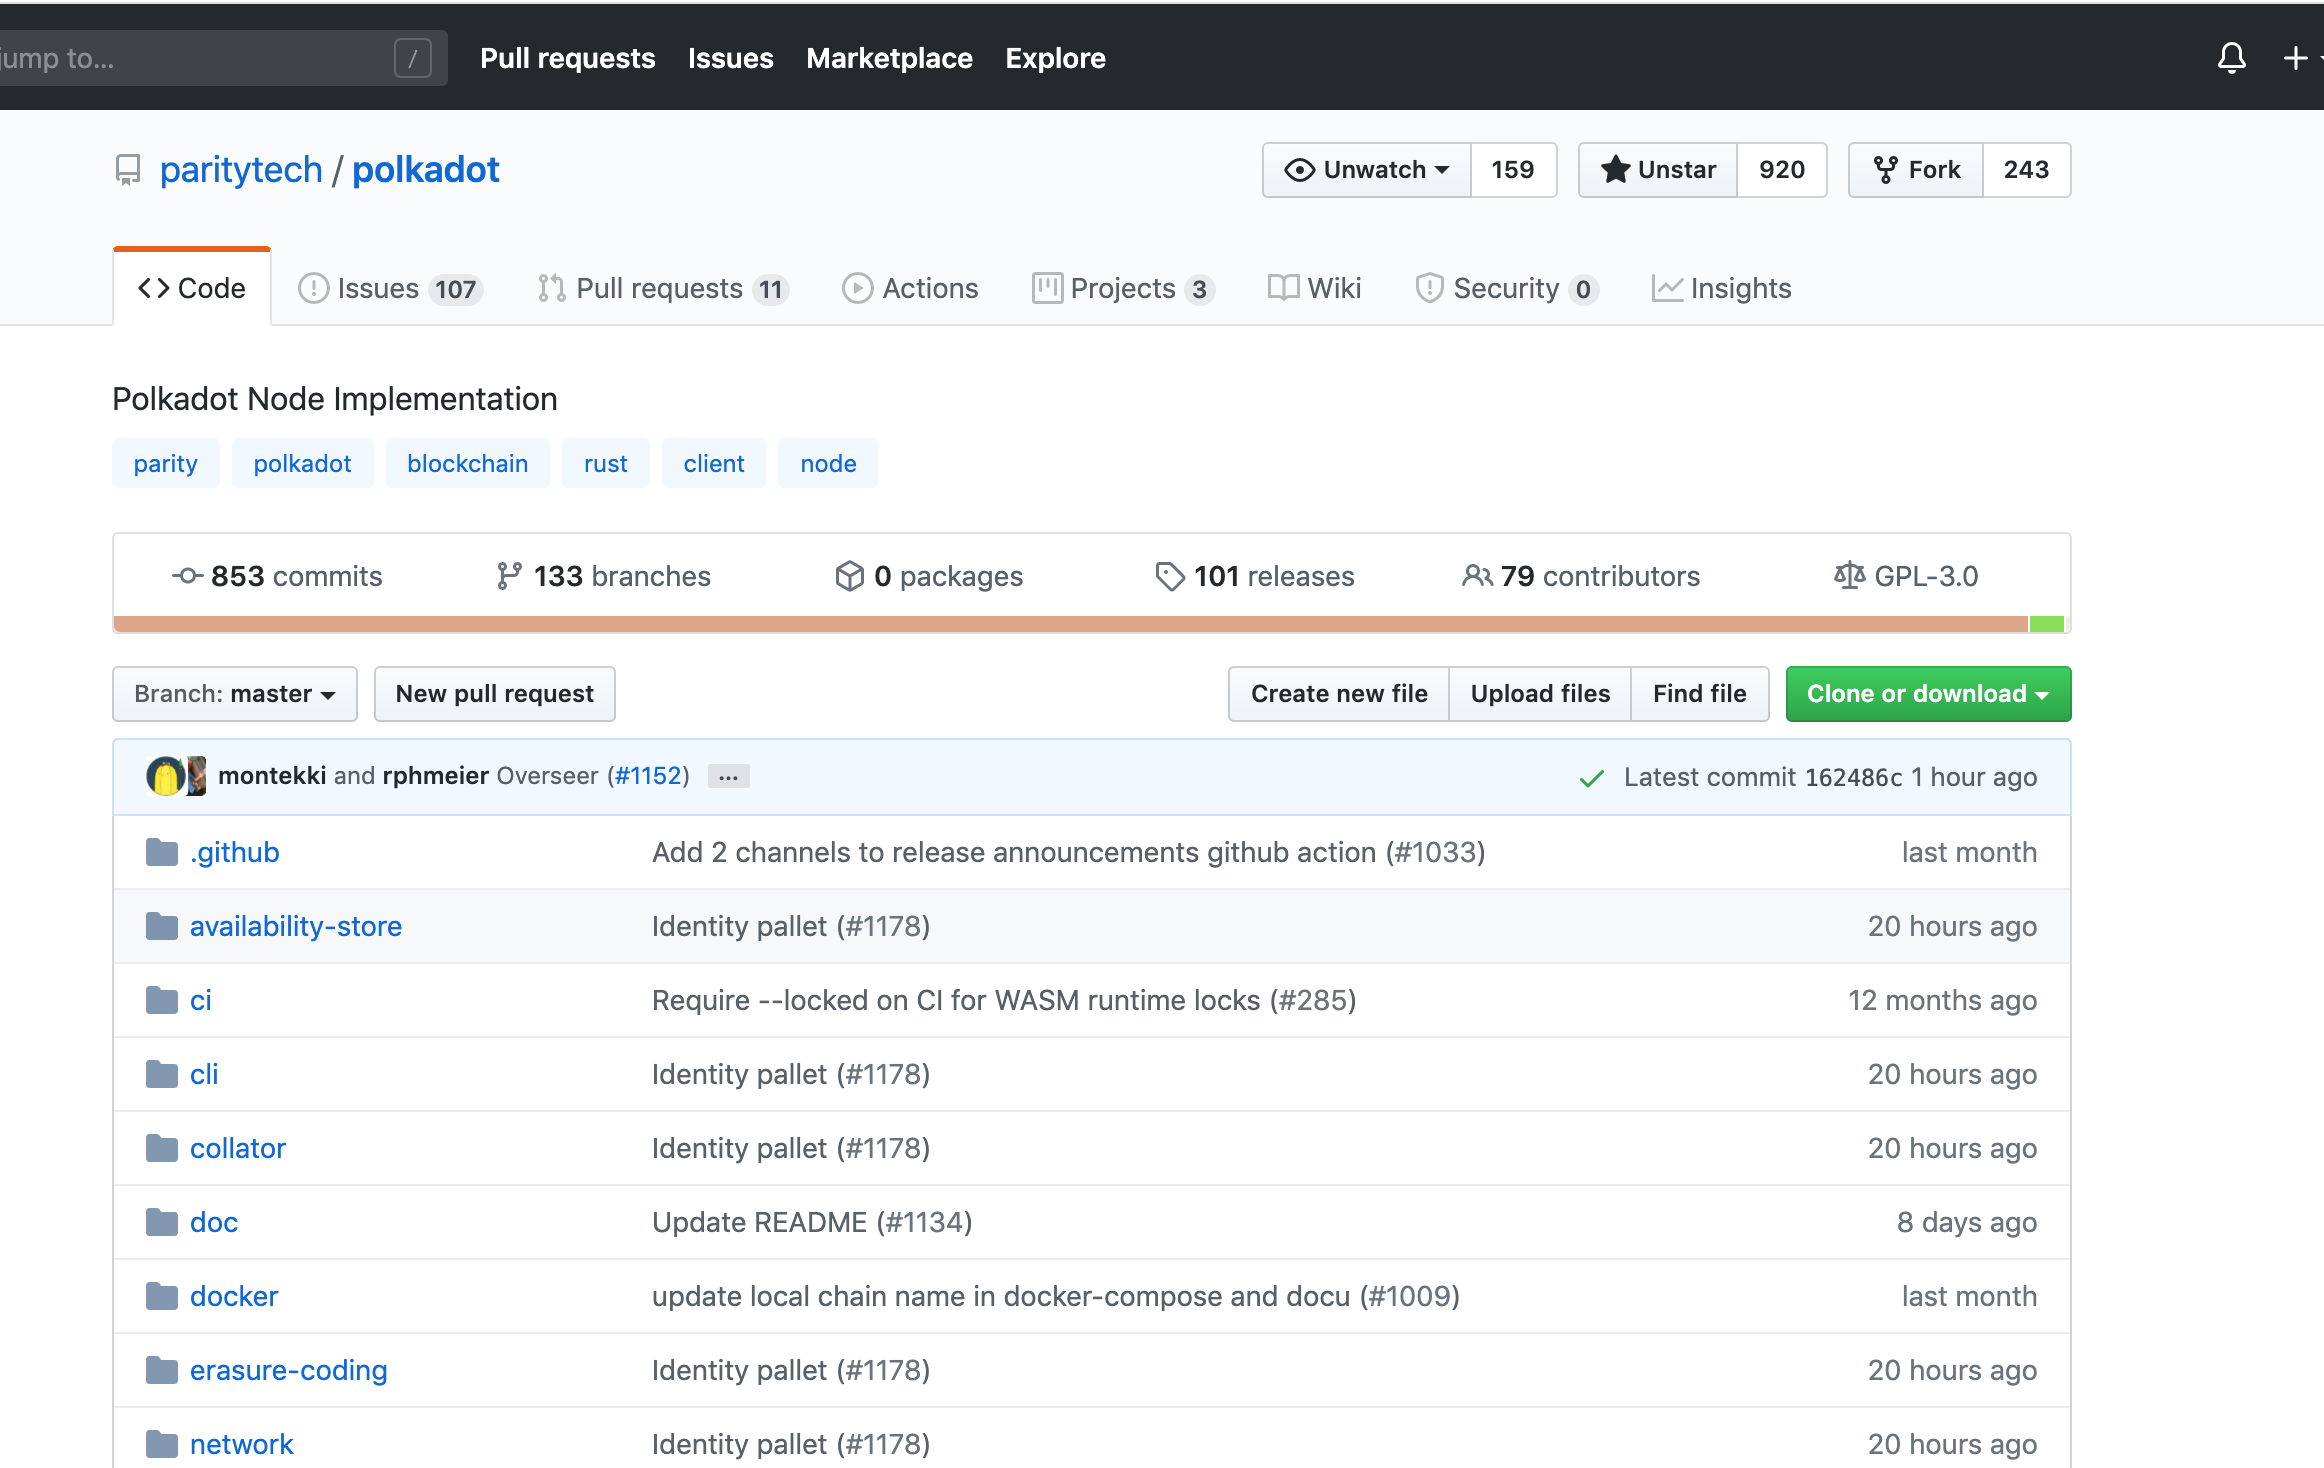 jump to... / Pull requests Issues Marketplace Explore
paritytech / polkadot Unwatch 159 Unstar 920 Fork 243
Code Issues 107 Pull requests 11 Actions Projects 3 Wiki Security 0 Insights
Polkadot Node Implementation
parity polkadot blockchain rust client node
853 commits 133 branches 0 packages 101 releases 79 contributors GPL-3.0
Branch: master New pull request Create new file Upload files Find file Clone or download
montekki and rphmeier Overseer (#1152) ... Latest commit 162486c 1 hour ago
.github Add 2 channels to release announcements github action (#1033) last month
availability-store Identity pallet (#1178) 20 hours ago
ci Require --locked on CI for WASM runtime locks (#285) 12 months ago
cli Identity pallet (#1178) 20 hours ago
collator Identity pallet (#1178) 20 hours ago
doc Update README (#1134) 8 days ago
docker update local chain name in docker-compose and docu (#1009) last month
erasure-coding Identity pallet (#1178) 20 hours ago
network Identity pallet (#1178) 20 hours ago